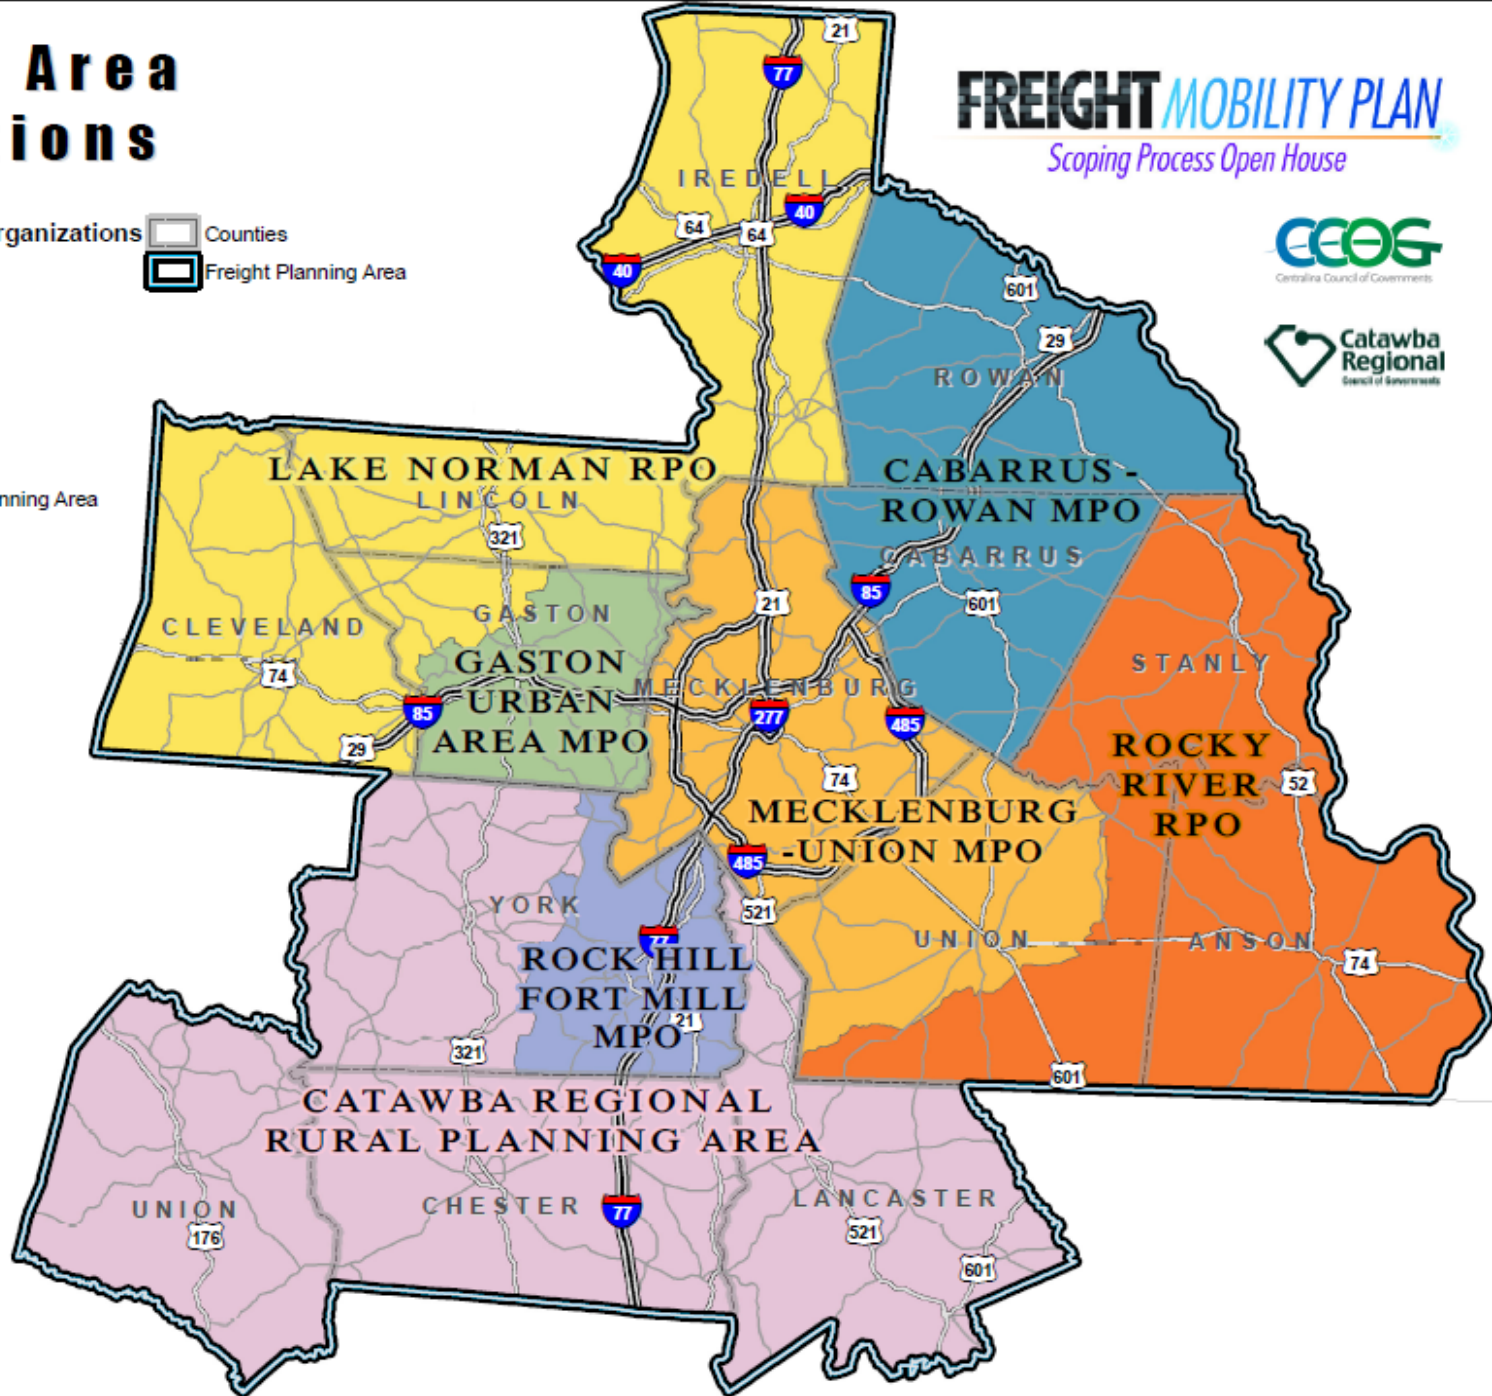 Area
ions
rganizations
Counties
Freight Planning Area
nning Area
FREIGHT MOBILITY PLAN
Scoping Process Open House
CCOG
Centralina Council of Governments
Catawba
Regional
Council of Governments
21
77
IREDELL
40
64
64
40
601
29
ROWAN
LAKE NORMAN RPO
LINCOLN
321
CABARRUS -
ROWAN MPO
CABARRUS
85
601
21
GASTON
CLEVELAND
74
GASTON
URBAN
AREA MPO
85
29
MECKLENBURG
277
485
74
STANLY
ROCKY
RIVER
RPO
52
MECKLENBURG
-UNION MPO
485
521
UNION
ANSON
74
601
YORK
77
ROCK HILL
FORT MILL
MPO
21
321
CATAWBA REGIONAL
RURAL PLANNING AREA
UNION
176
CHESTER
77
LANCASTER
521
601